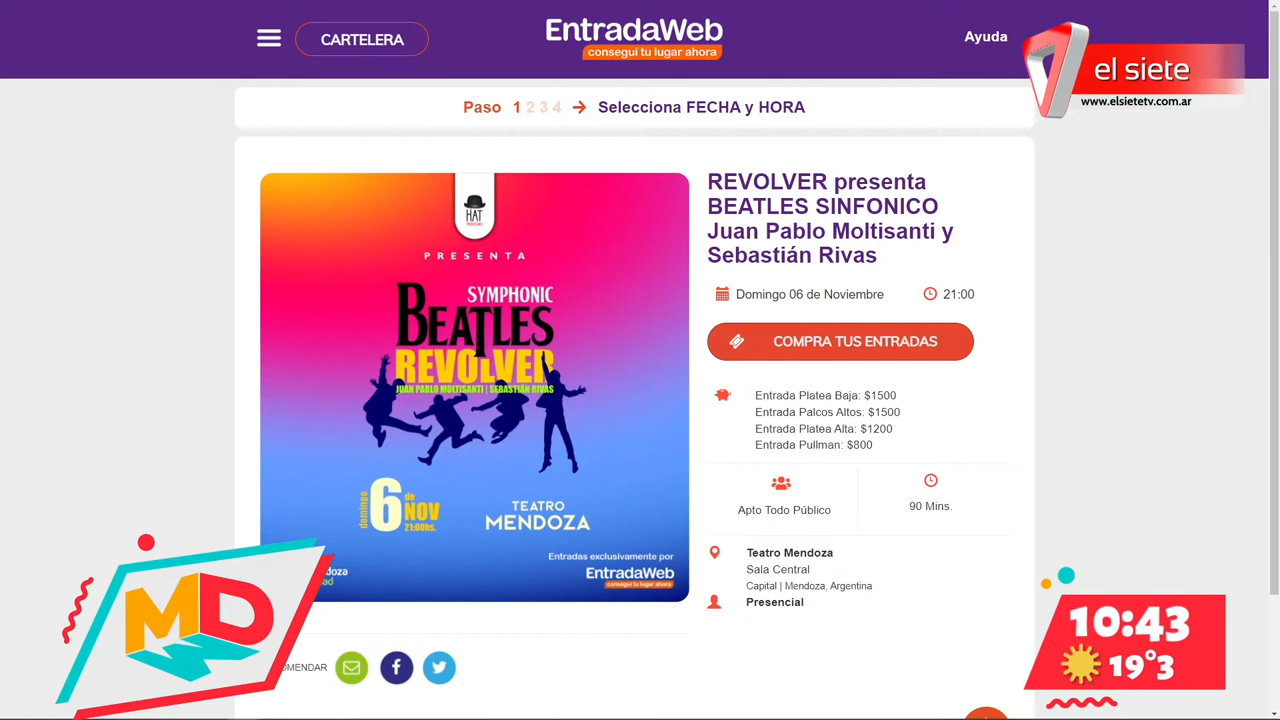 CARTELERA
EntradaWeb
conseguí tu lugar ahora
Ayuda
el siete
www.elsietetv.com.ar
Paso 1 2 3 4 Selecciona FECHA y HORA
HAT
PRESENTA
SYMPHONIC
BEATLES
REVOLVER
JUAN PABLO MOLTISANTI | SEBASTIÁN RIVAS
domingo 6 de NOV 21:00hs.
TEATRO
MENDOZA
Entradas exclusivamente por
EntradaWeb
conseguí tu lugar ahora
REVOLVER presenta
BEATLES SINFONICO
Juan Pablo Moltisanti y
Sebastián Rivas
Domingo 06 de Noviembre 21:00
COMPRA TUS ENTRADAS
Entrada Platea Baja: $1500
Entrada Palcos Altos: $1500
Entrada Platea Alta: $1200
Entrada Pullman: $800
Apto Todo Público
90 Mins.
Teatro Mendoza
Sala Central
Capital | Mendoza, Argentina
Presencial
MD
10:43
19°3